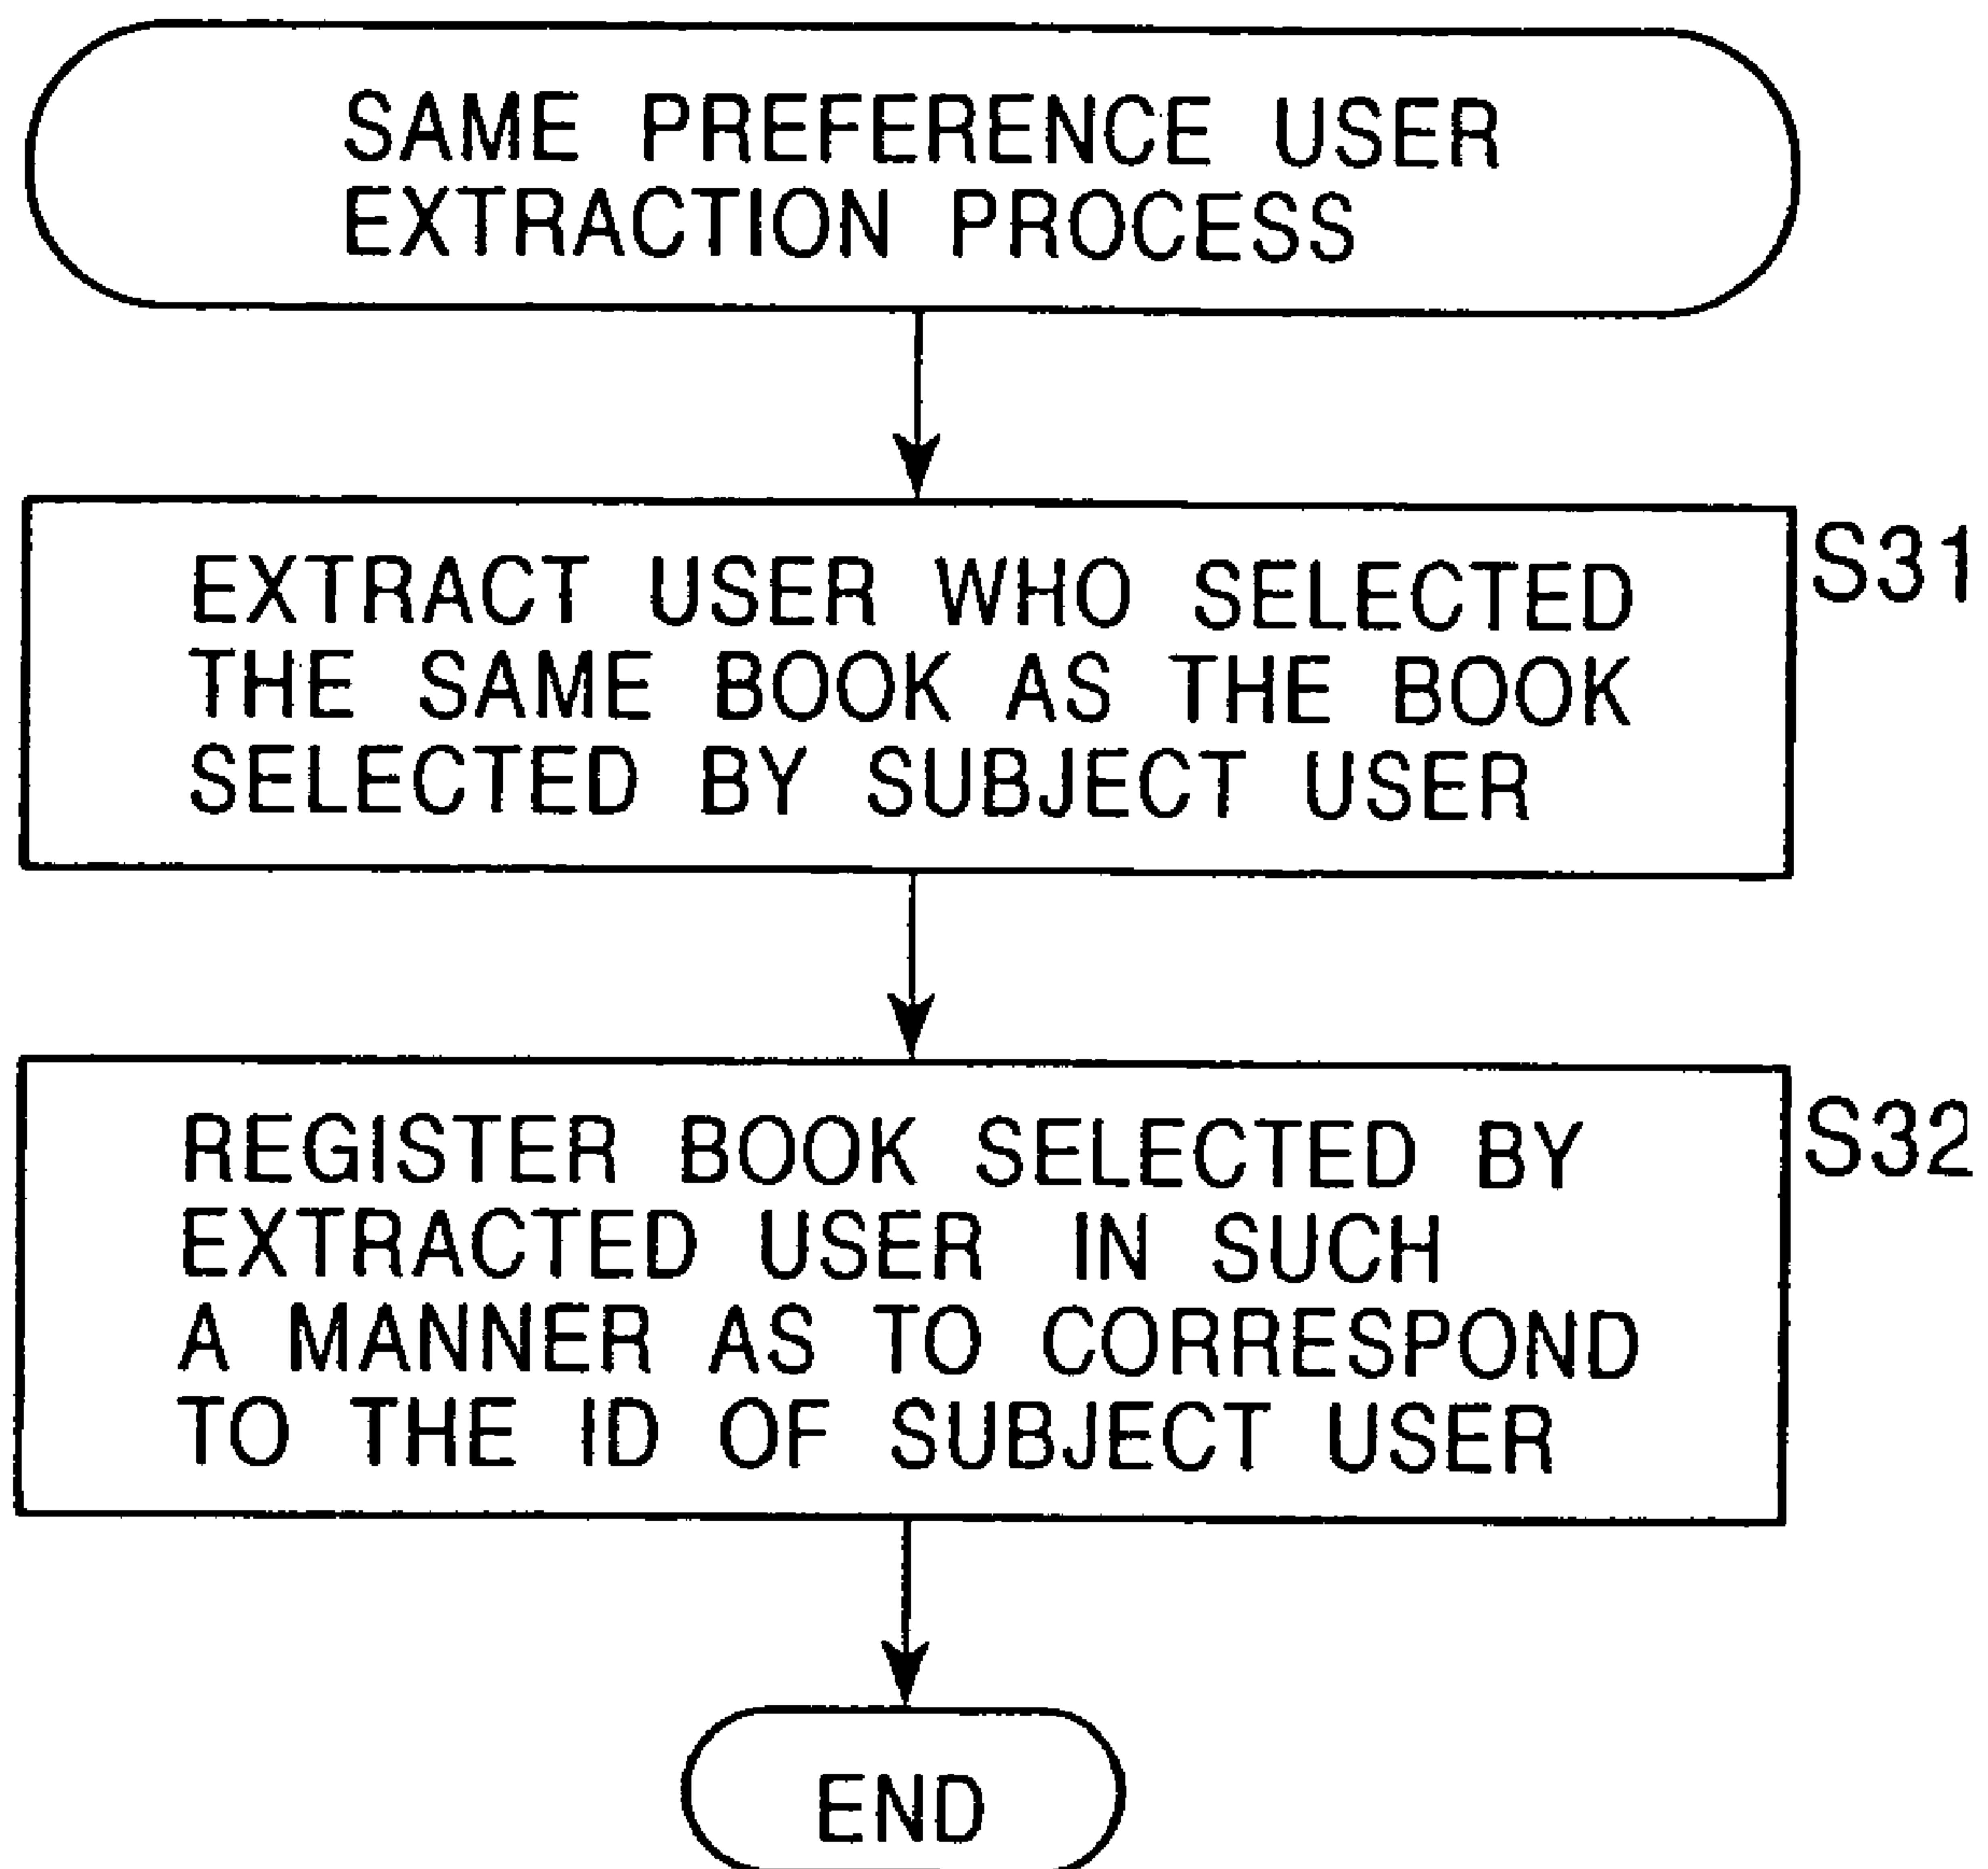 SAME PREFERENCE USER
EXTRACTION PROCESS
EXTRACT USER WHO SELECTED
THE SAME BOOK AS THE BOOK
SELECTED BY SUBJECT USER
S31
REGISTER BOOK SELECTED BY
EXTRACTED USER IN SUCH
A MANNER AS TO CORRESPOND
TO THE ID OF SUBJECT USER
S32
END